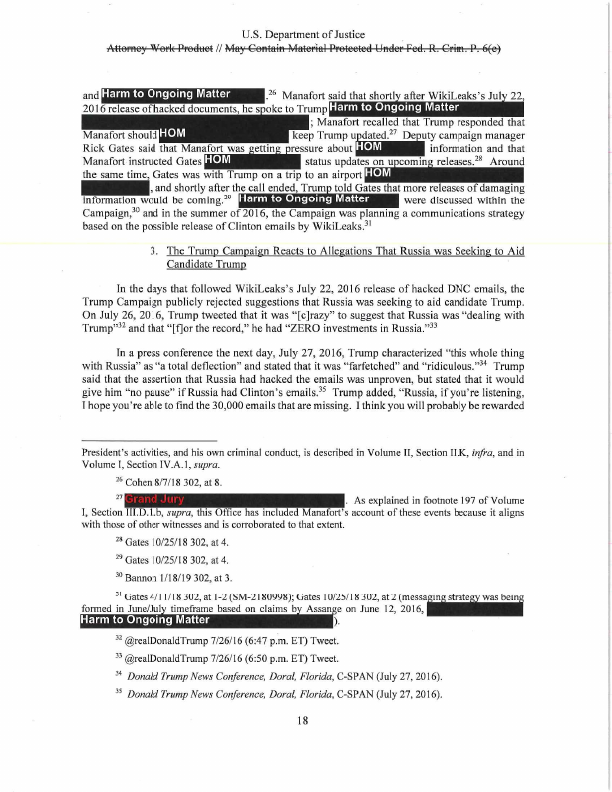 U.S. Department of Justice
Attorney Work Product // May Contain Material Protected Under Fed. R. Crim. P. 6(e)
and Harm to Ongoing Matter .26 Manafort said that shortly after WikiLeaks's July 22,
2016 release of hacked documents, he spoke to Trump Harm to Ongoing Matter
; Manafort recalled that Trump responded that
Manafort should HOM keep Trump updated.27 Deputy campaign manager
Rick Gates said that Manafort was getting pressure about HOM information and that
Manafort instructed Gates HOM status updates on upcoming releases.28 Around
the same time, Gates was with Trump on a trip to an airport HOM
, and shortly after the call ended, Trump told Gates that more releases of damaging
information would be coming.29 Harm to Ongoing Matter were discussed within the
Campaign,30 and in the summer of 2016, the Campaign was planning a communications strategy
based on the possible release of Clinton emails by WikiLeaks.31
3. The Trump Campaign Reacts to Allegations That Russia was Seeking to Aid
Candidate Trump
In the days that followed WikiLeaks's July 22, 2016 release of hacked DNC emails, the
Trump Campaign publicly rejected suggestions that Russia was seeking to aid candidate Trump.
On July 26, 20 6, Trump tweeted that it was "[c]razy" to suggest that Russia was "dealing with
Trump"32 and that "[f]or the record," he had "ZERO investments in Russia."33
In a press conference the next day, July 27, 2016, Trump characterized "this whole thing
with Russia" as "a total deflection" and stated that it was "farfetched" and "ridiculous."34 Trump
said that the assertion that Russia had hacked the emails was unproven, but stated that it would
give him "no pause" if Russia had Clinton's emails.35 Trump added, "Russia, if you're listening,
I hope you're able to find the 30,000 emails that are missing. I think you will probably be rewarded
President's activities, and his own criminal conduct, is described in Volume II, Section II.K, infra, and in
Volume I, Section IV.A.1, supra.
26 Cohen 8/7/18 302, at 8.
27 Grand Jury . As explained in footnote 197 of Volume
I, Section III.D.1.b, supra, this Office has included Manafort's account of these events because it aligns
with those of other witnesses and is corroborated to that extent.
28 Gates 10/25/18 302, at 4.
29 Gates 10/25/18 302, at 4.
30 Bannon 1/18/19 302, at 3.
31 Gates 4/11/18 302, at 1-2 (SM-2180998); Gates 10/25/18 302, at 2 (messaging strategy was being
formed in June/July timeframe based on claims by Assange on June 12, 2016,
Harm to Ongoing Matter ).
32 @realDonaldTrump 7/26/16 (6:47 p.m. ET) Tweet.
33 @realDonaldTrump 7/26/16 (6:50 p.m. ET) Tweet.
34 Donald Trump News Conference, Doral, Florida, C-SPAN (July 27, 2016).
35 Donald Trump News Conference, Doral, Florida, C-SPAN (July 27, 2016).
18